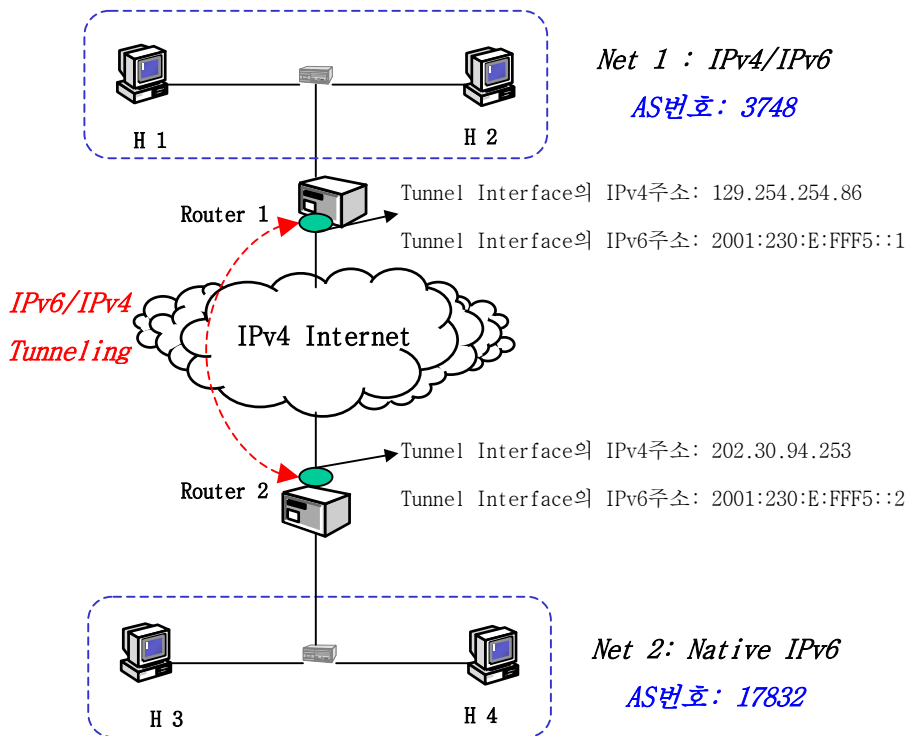 Net 1 : IPv4/IPv6
AS번호: 3748
H 1
H 2
Router 1
Tunnel Interface의 IPv4주소: 129.254.254.86
Tunnel Interface의 IPv6주소: 2001:230:E:FFF5::1
IPv6/IPv4
Tunneling
IPv4 Internet
Router 2
Tunnel Interface의 IPv4주소: 202.30.94.253
Tunnel Interface의 IPv6주소: 2001:230:E:FFF5::2
Net 2: Native IPv6
AS번호: 17832
H 3
H 4